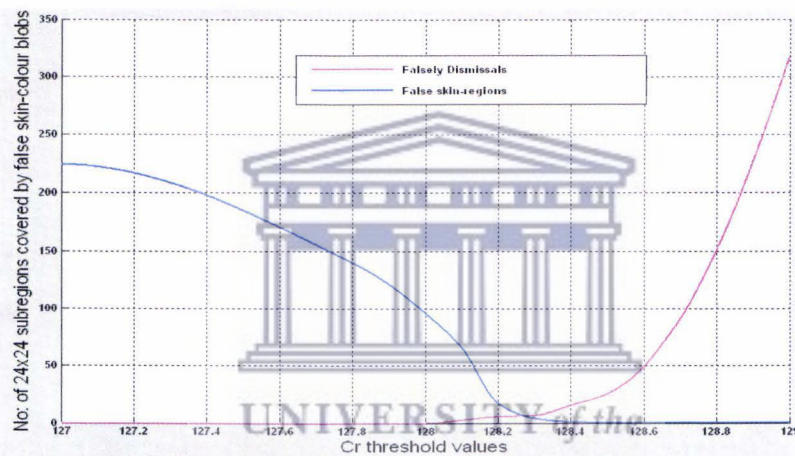 No: of 24x24 subregions covered by false skin-colour blobs
350
300
250
200
150
100
50
0
Falsely Dismissals
False skin-regions
127 127.2 127.4 127.6 127.8 128 128.2 128.4 128.6 128.8 129
UNIVERSITY of the
Cr threshold values